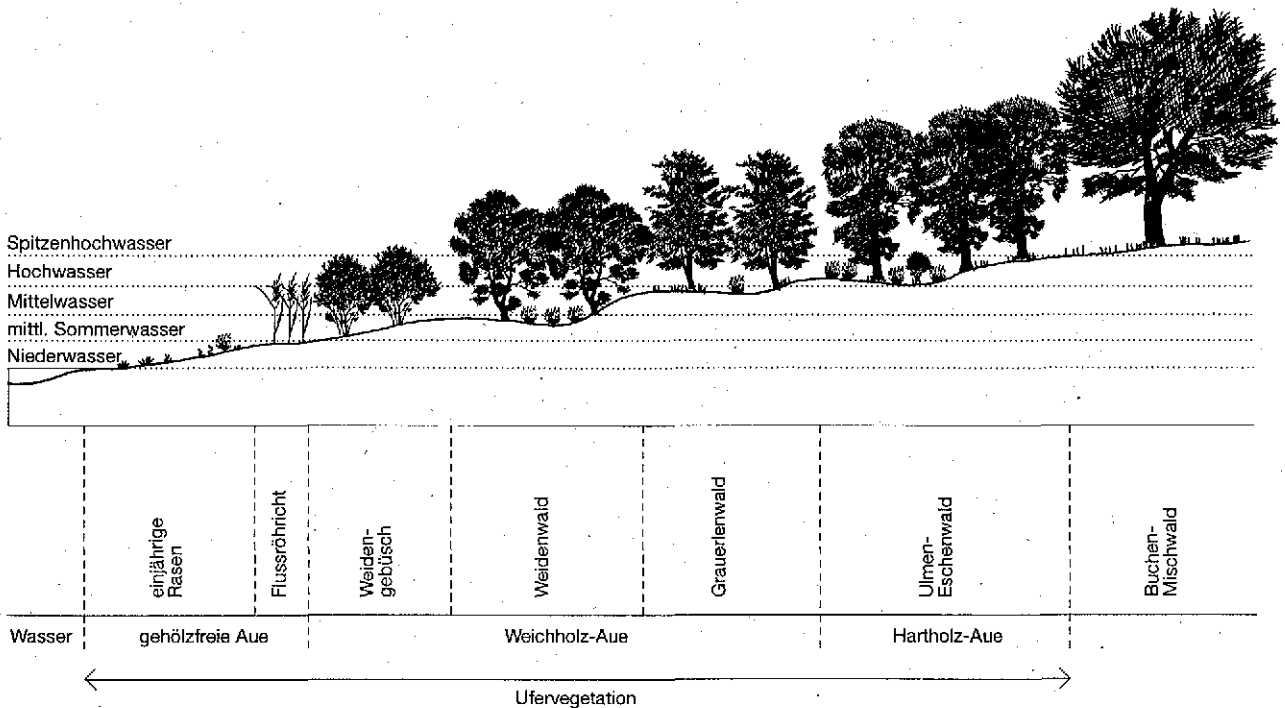 Spitzenhochwasser
Hochwasser
Mittelwasser
mittl. Sommerwasser
Niederwasser
einjährige
Rasen
Flussröhricht
Weiden-
gebüsch
Weidenwald
Grauerlenwald
Ulmen-
Eschenwald
Buchen-
Mischwald
Wasser
gehölzfreie Aue
Weichholz-Aue
Hartholz-Aue
Ufervegetation